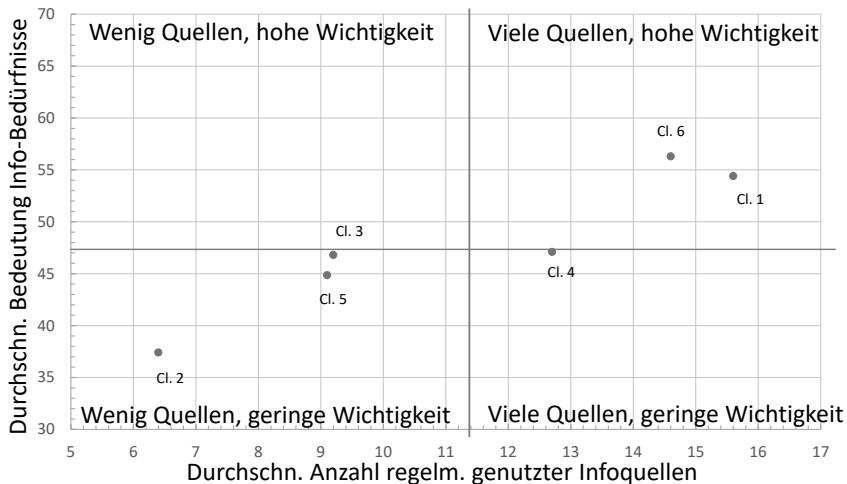 Durchschn. Bedeutung Info-Bedürfnisse
70
65
60
55
50
45
40
35
30
Wenig Quellen, hohe Wichtigkeit
Viele Quellen, hohe Wichtigkeit
Cl. 6
Cl. 1
Cl. 3
Cl. 4
Cl. 5
Cl. 2
Wenig Quellen, geringe Wichtigkeit
Viele Quellen, geringe Wichtigkeit
5 6 7 8 9 10 11 12 13 14 15 16 17
Durchschn. Anzahl regelm. genutzter Infoquellen